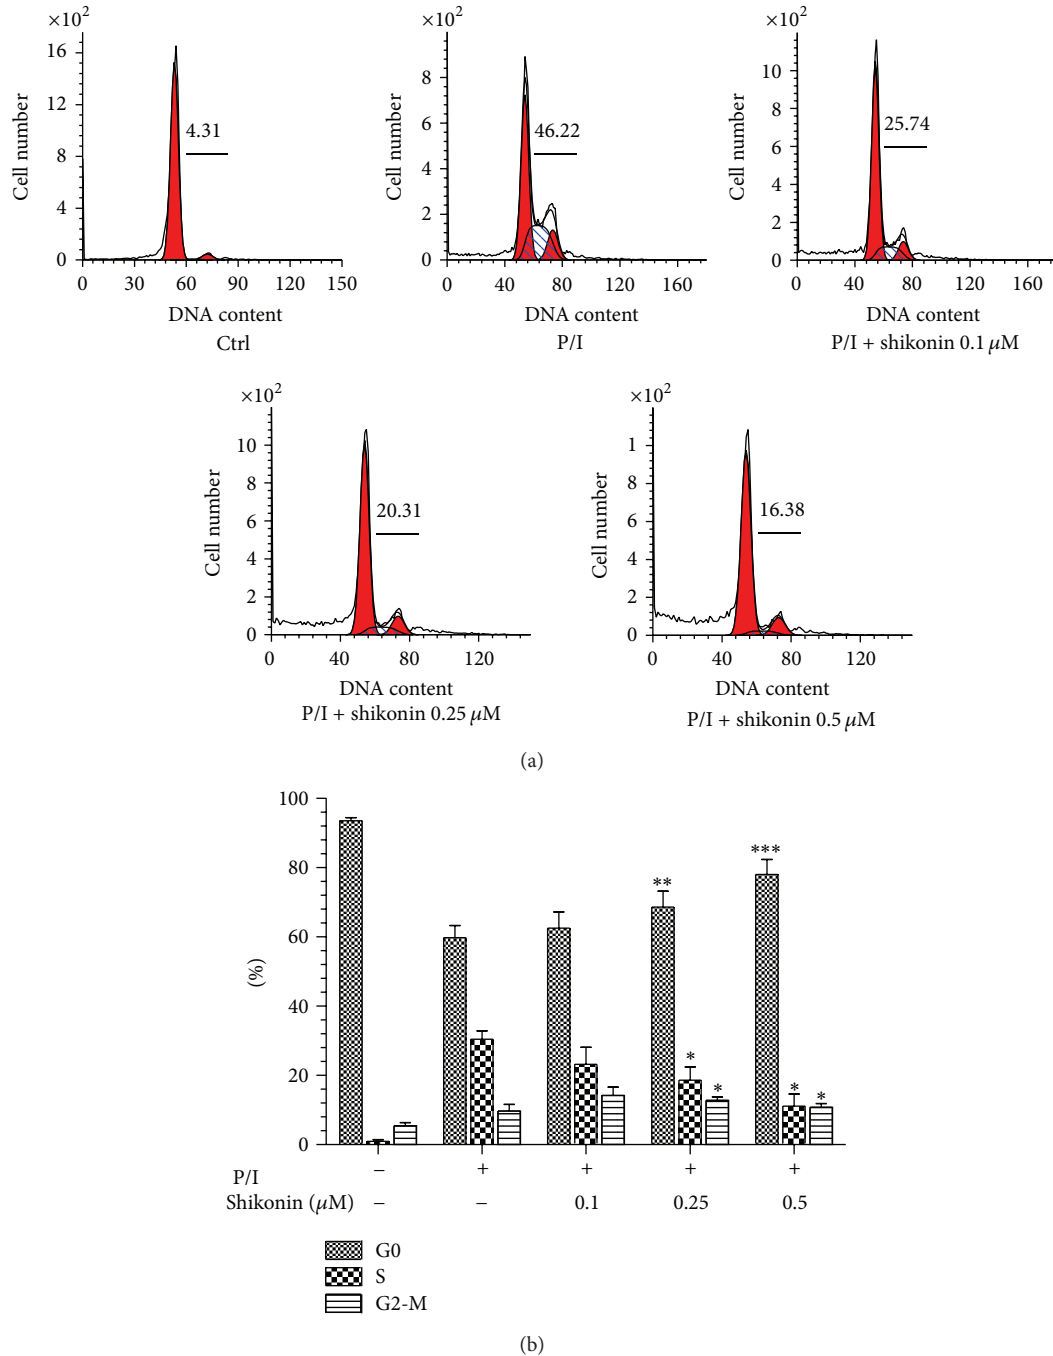 ×10²
16
12
8
4
0
Cell number
4.31
0 30 60 90 120 150
DNA content
Ctrl
×10²
8
6
4
2
0
Cell number
46.22
0 40 80 120 160
DNA content
P/I
×10²
10
6
4
2
0
Cell number
25.74
0 40 80 120 160
DNA content
P/I + shikonin 0.1 μM
×10²
10
8
6
4
2
0
Cell number
20.31
0 40 80 120
DNA content
P/I + shikonin 0.25 μM
×10²
1
8
6
4
2
0
Cell number
16.38
0 40 80 120
DNA content
P/I + shikonin 0.5 μM
(a)
100
80
60
40
20
0
(%)
** * *
*** * *
P/I – + + + +
Shikonin (μM) – – 0.1 0.25 0.5
G0
S
G2-M
(b)